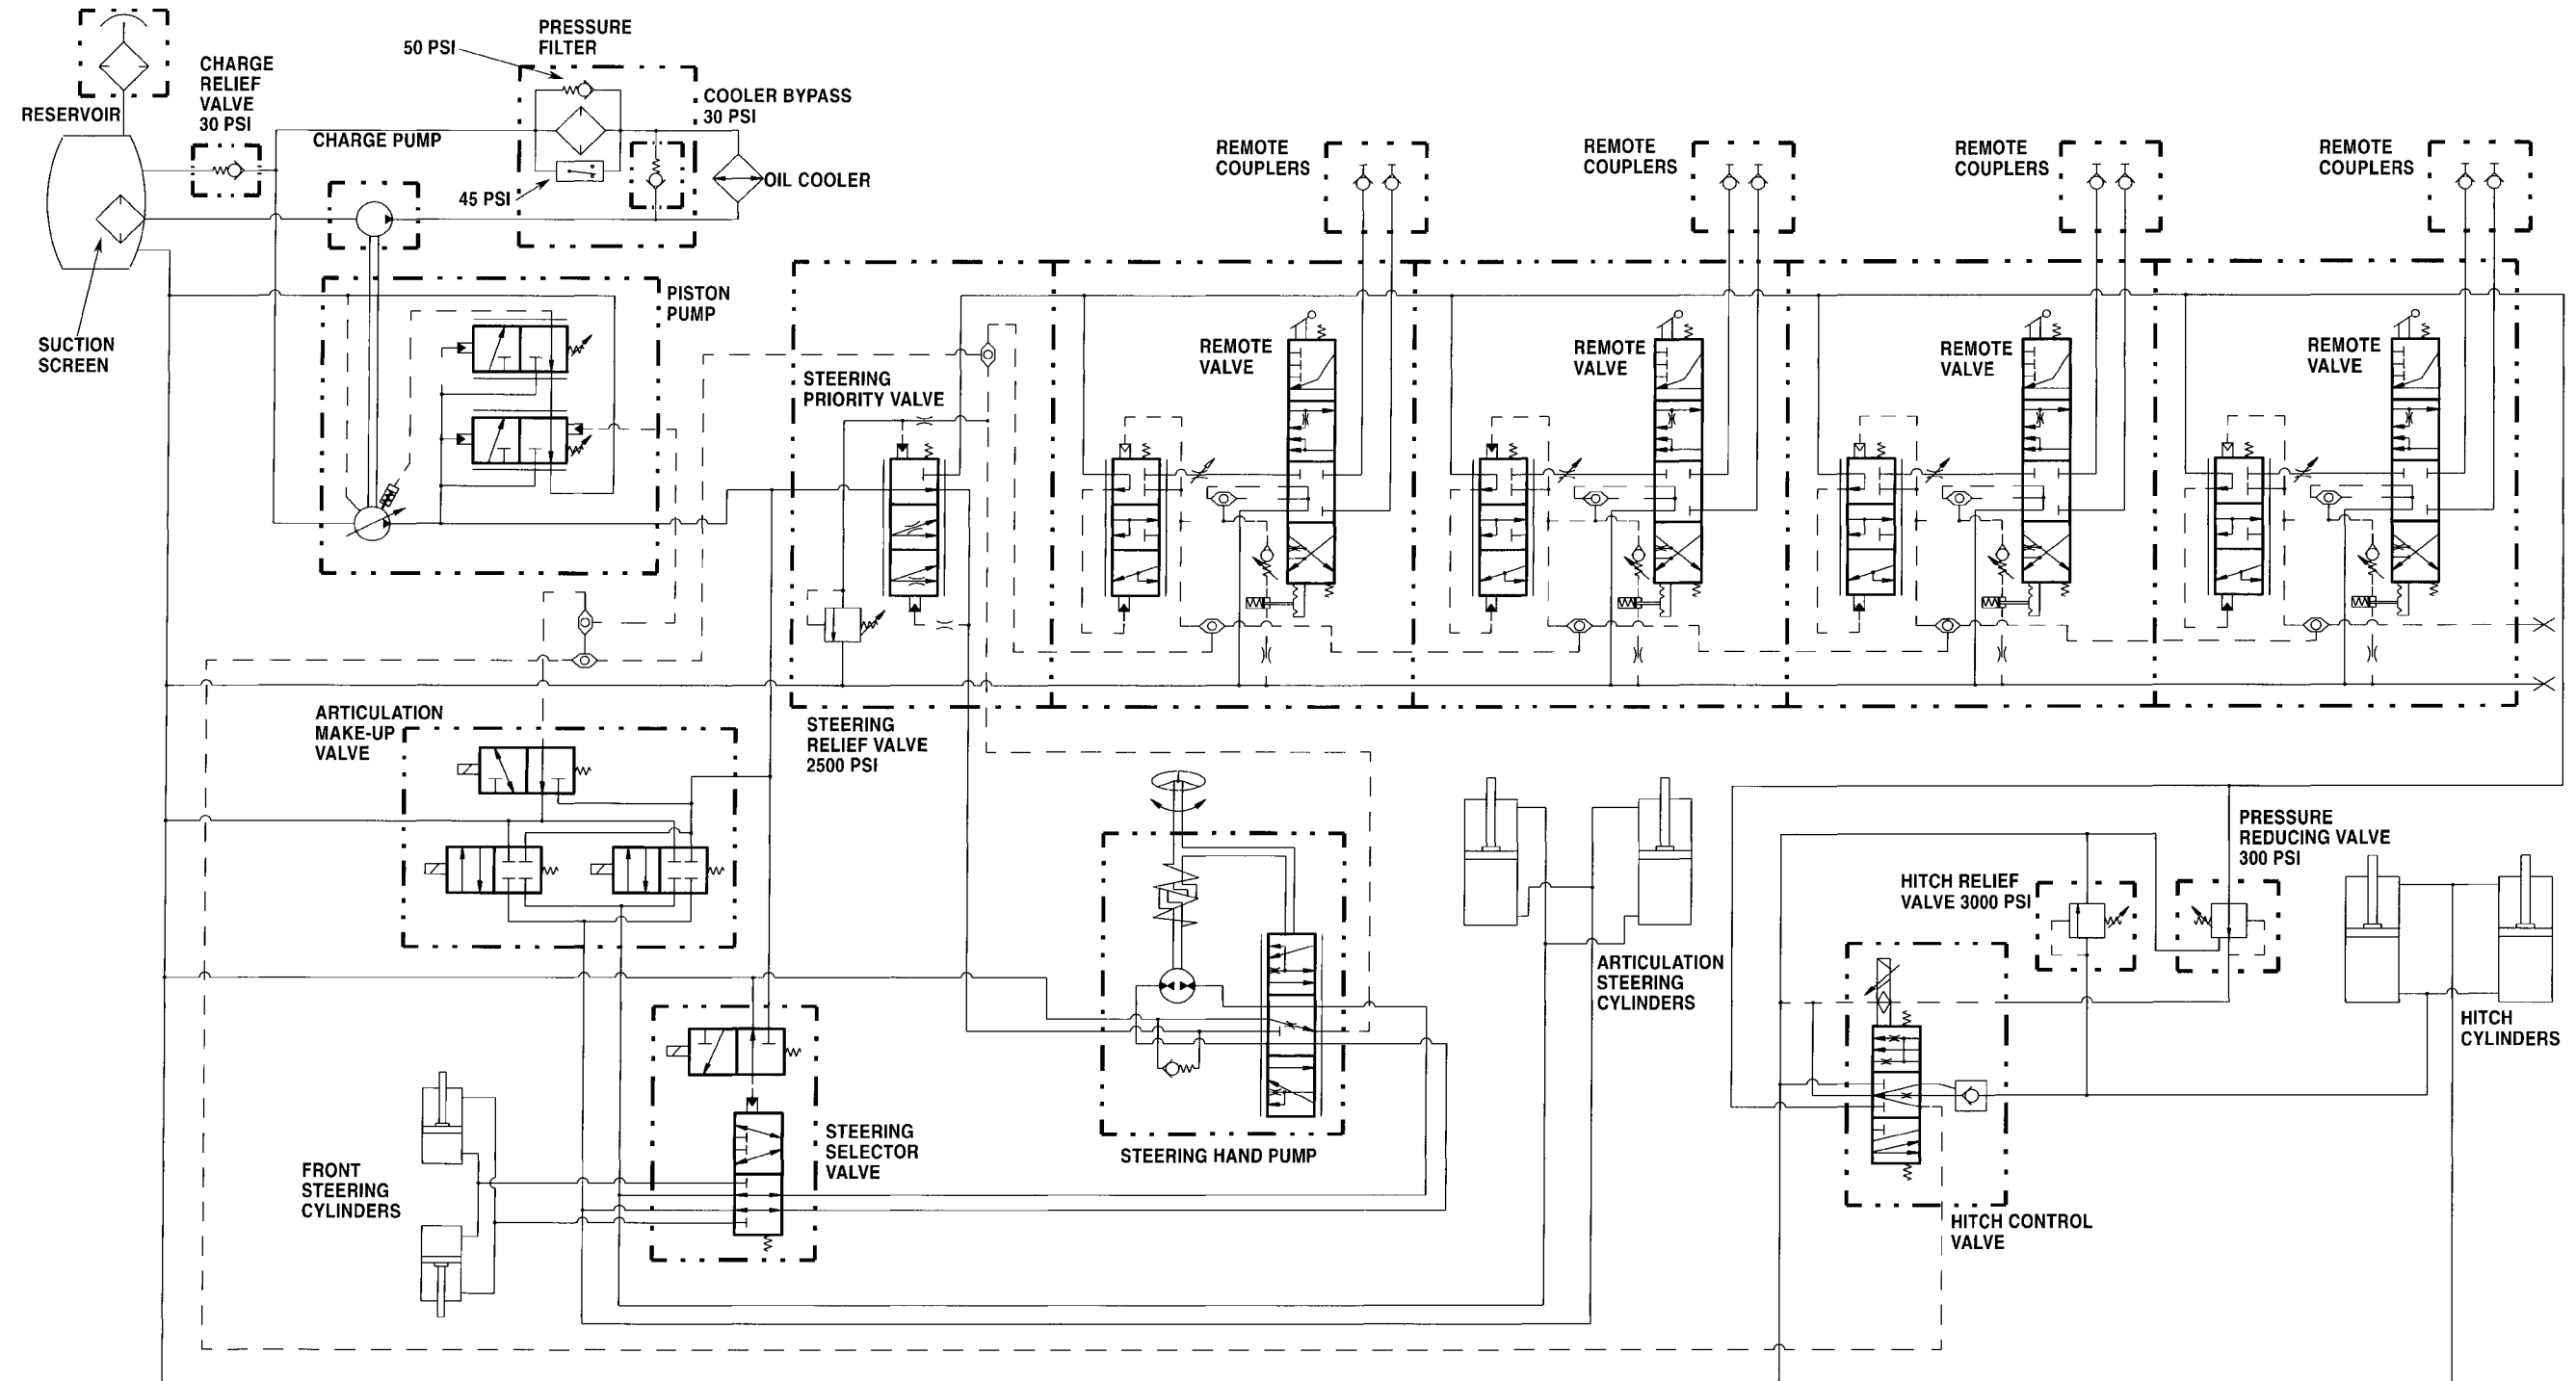 50 PSI
PRESSURE
FILTER
CHARGE
RELIEF
VALVE
30 PSI
RESERVOIR
CHARGE PUMP
COOLER BYPASS
30 PSI
OIL COOLER
45 PSI
REMOTE
COUPLERS
REMOTE
COUPLERS
REMOTE
COUPLERS
REMOTE
COUPLERS
SUCTION
SCREEN
PISTON
PUMP
STEERING
PRIORITY VALVE
REMOTE
VALVE
REMOTE
VALVE
REMOTE
VALVE
REMOTE
VALVE
ARTICULATION
MAKE-UP
VALVE
STEERING
RELIEF VALVE
2500 PSI
PRESSURE
REDUCING VALVE
300 PSI
HITCH RELIEF
VALVE 3000 PSI
ARTICULATION
STEERING
CYLINDERS
HITCH
CYLINDERS
STEERING
SELECTOR
VALVE
STEERING HAND PUMP
FRONT
STEERING
CYLINDERS
HITCH CONTROL
VALVE